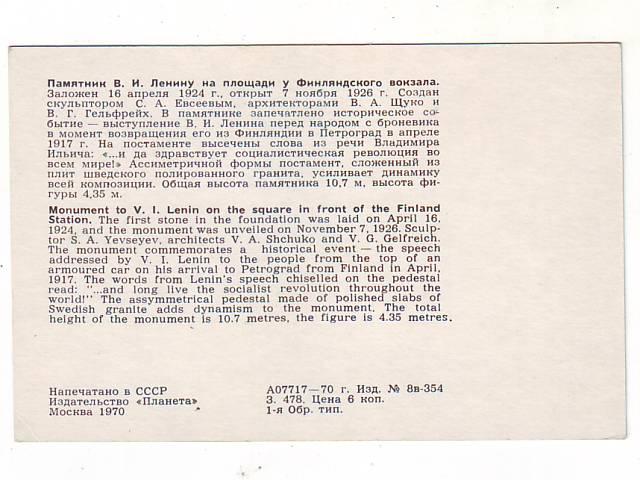 Памятник В. И. Ленину на площади у Финляндского вокзала.
Заложен 16 апреля 1924 г., открыт 7 ноября 1926 г. Создан
скульптором С. А. Евсеевым, архитекторами В. А. Щуко и
В. Г. Гельфрейх. В памятнике запечатлено историческое со-
бытие — выступление В. И. Ленина перед народом с броневика
в момент возвращения его из Финляндии в Петроград в апреле
1917 г. На постаменте высечены слова из речи Владимира
Ильича: «...и да здравствует социалистическая революция во
всем мире!» Ассиметричной формы постамент, сложенный из
плит шведского полированного гранита, усиливает динамику
всей композиции. Общая высота памятника 10,7 м, высота фи-
гуры 4,35 м.
Monument to V. I. Lenin on the square in front of the Finland
Station. The first stone in the foundation was laid on April 16,
1924, and the monument was unveiled on November 7, 1926. Sculp-
tor S. A. Yevseyev, architects V. A. Shchuko and V. G. Gelfreich.
The monument commemorates a historical event — the speech
addressed by V. I. Lenin to the people from the top of an
armoured car on his arrival to Petrograd from Finland in April,
1917. The words from Lenin's speech chiselled on the pedestal
read: "...and long live the socialist revolution throughout the
world!" The assymmetrical pedestal made of polished slabs of
Swedish granite adds dynamism to the monument. The total
height of the monument is 10.7 metres, the figure is 4.35 metres.
Напечатано в СССР
Издательство «Планета»
Москва 1970
А07717—70 г. Изд. № 8в-354
З. 478. Цена 6 коп.
1-я Обр. тип.